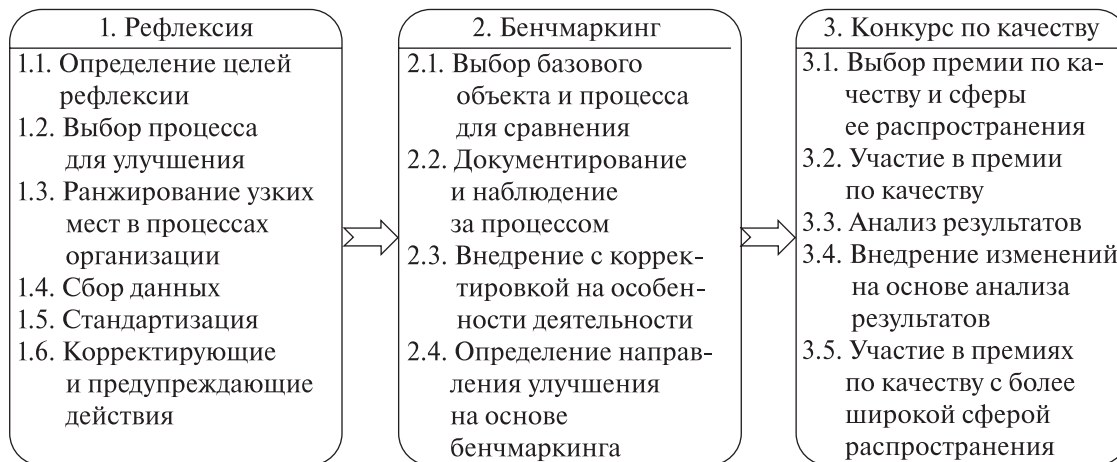 1. Рефлексия
1.1. Определение целей
рефлексии
1.2. Выбор процесса
для улучшения
1.3. Ранжирование узких
мест в процессах
организации
1.4. Сбор данных
1.5. Стандартизация
1.6. Корректирующие
и предупреждающие
действия
2. Бенчмаркинг
2.1. Выбор базового
объекта и процесса
для сравнения
2.2. Документирование
и наблюдение
за процессом
2.3. Внедрение с коррек-
тировкой на особен-
ности деятельности
2.4. Определение направ-
ления улучшения
на основе
бенчмаркинга
3. Конкурс по качеству
3.1. Выбор премии по ка-
честву и сферы
ее распространения
3.2. Участие в премии
по качеству
3.3. Анализ результатов
3.4. Внедрение изменений
на основе анализа
результатов
3.5. Участие в премиях
по качеству с более
широкой сферой
распространения